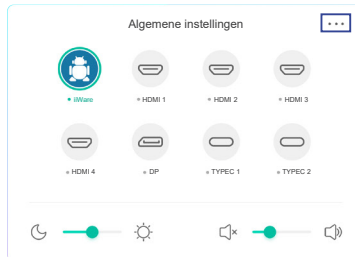 Algemene instellingen
iiWare
HDMI 1
HDMI 2
HDMI 3
HDMI 4
DP
TYPEC 1
TYPEC 2